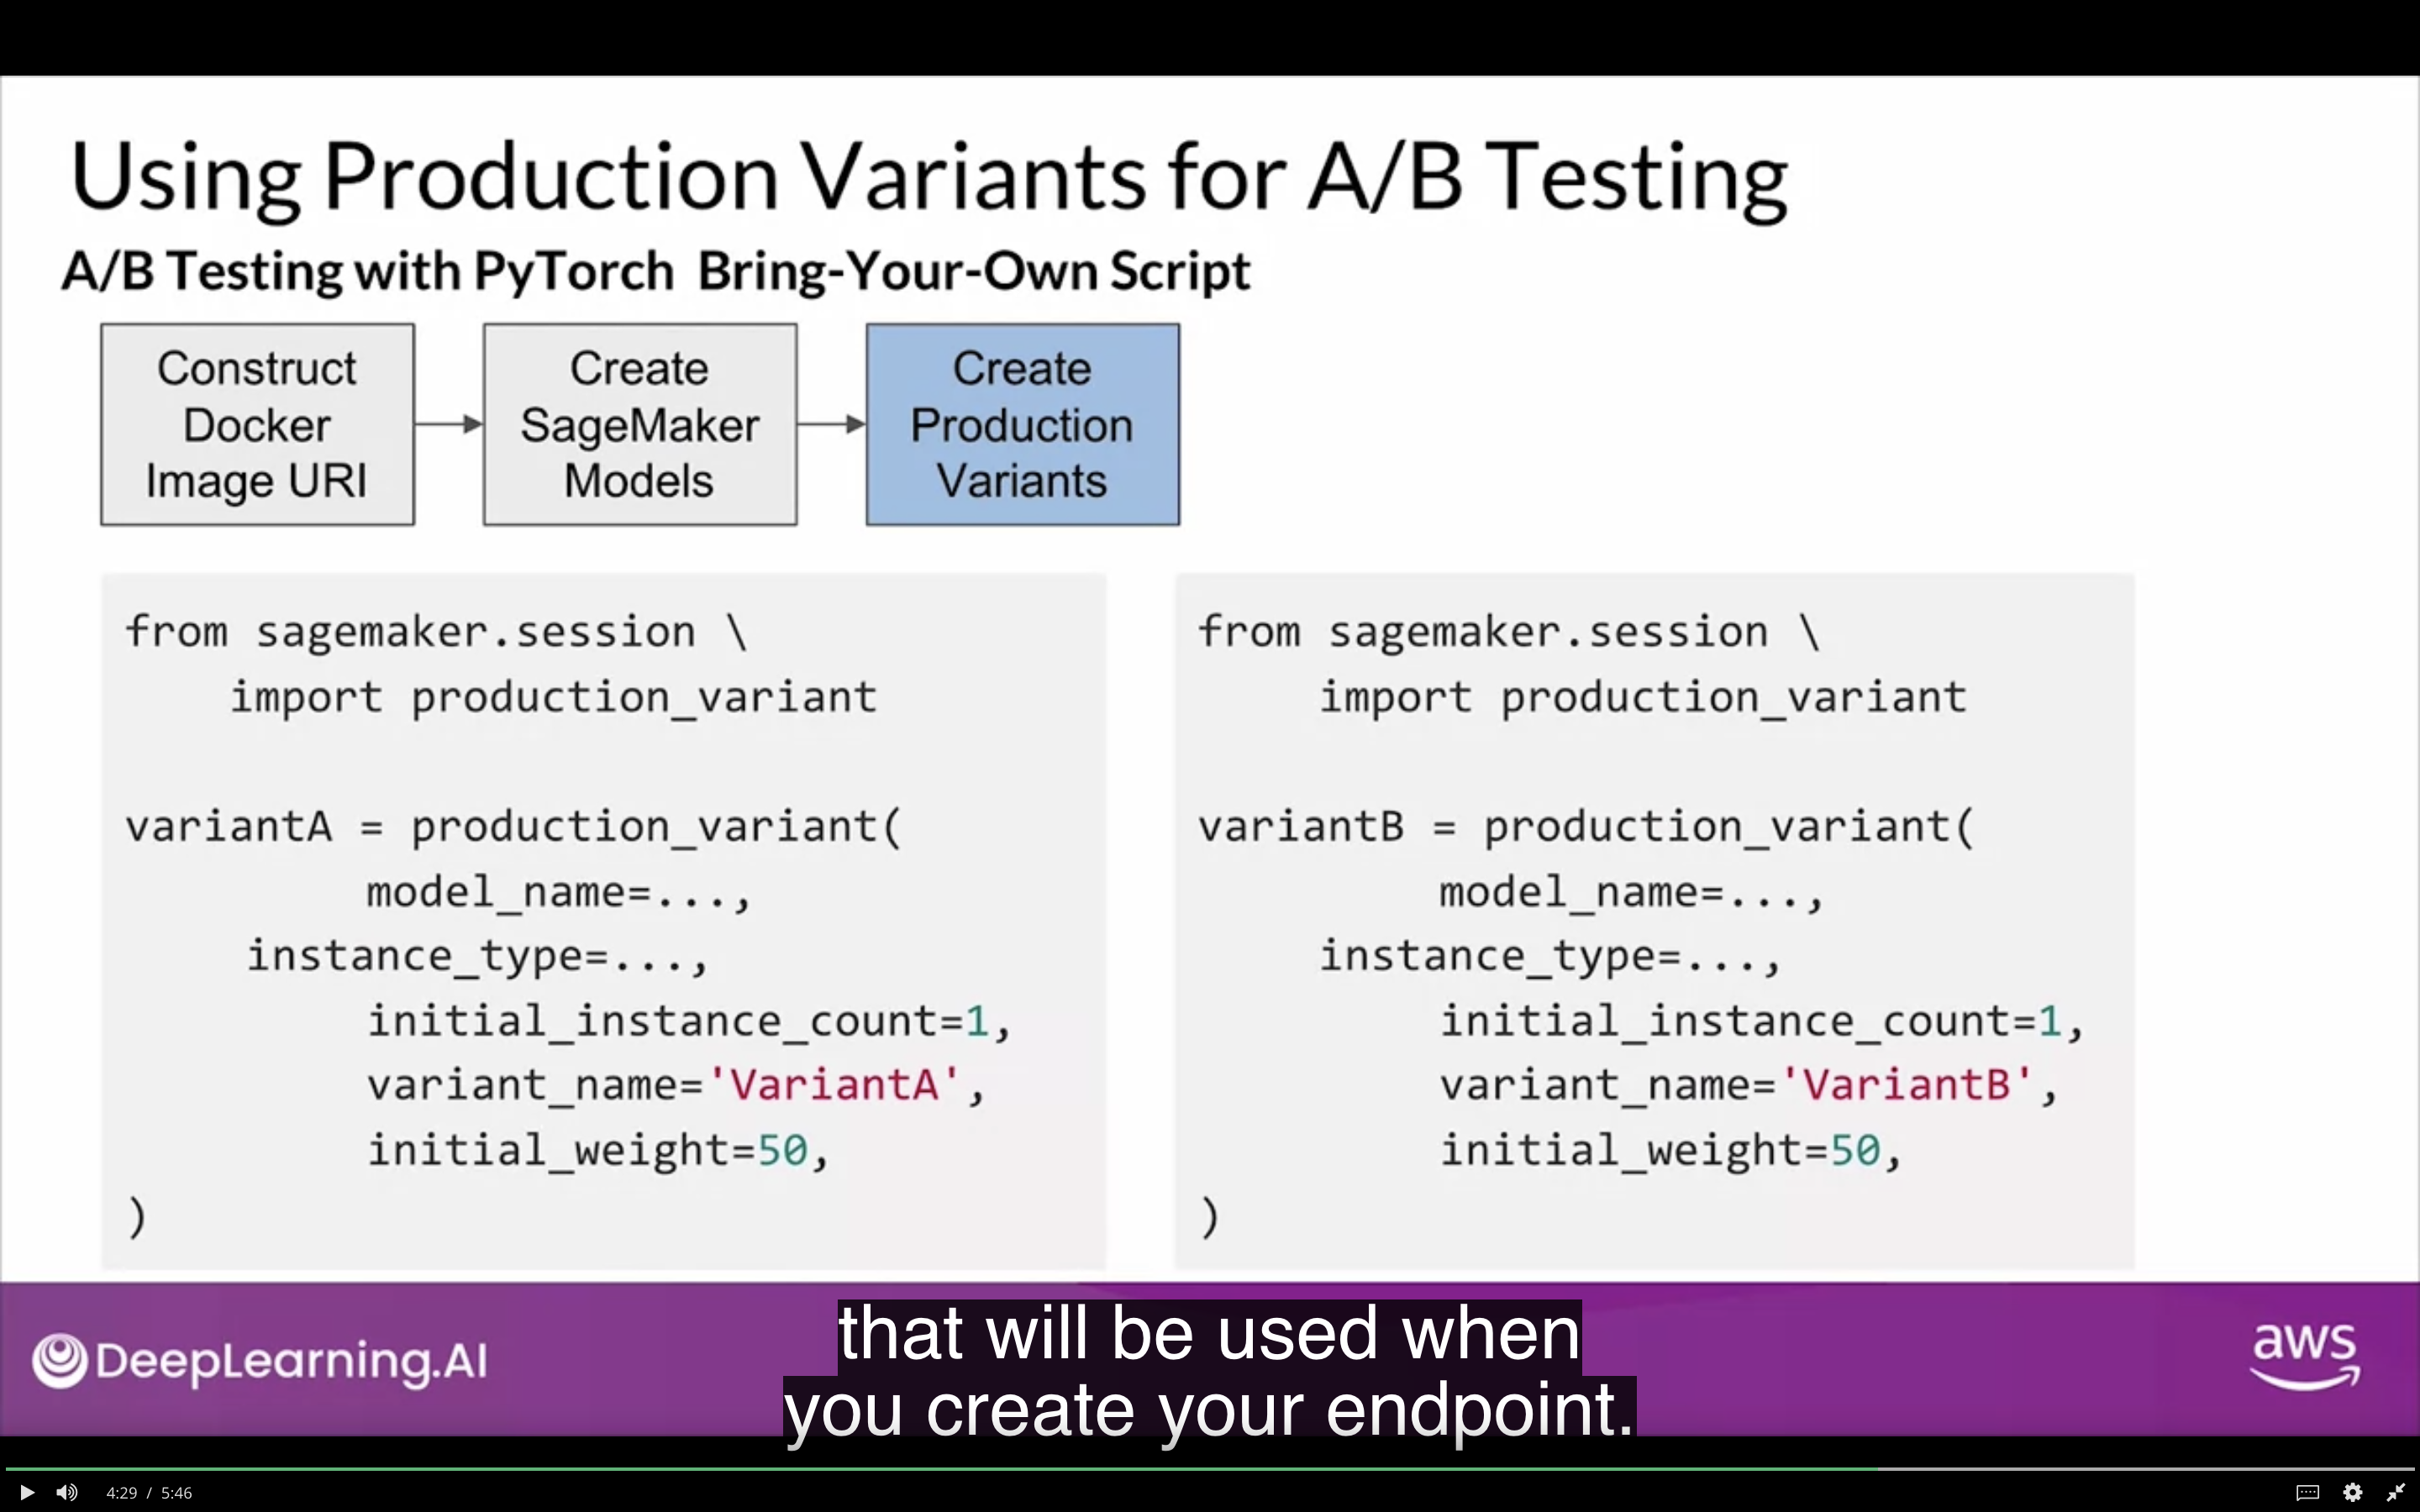 Using Production Variants for A/B Testing
A/B Testing with PyTorch Bring-Your-Own Script
Construct
Docker
Image URI
Create
SageMaker
Models
Create
Production
Variants
from sagemaker.session \
import production_variant
variantA = production_variant(
model_name=...,
instance_type=...,
initial_instance_count=1,
variant_name='VariantA',
initial_weight=50,
)
from sagemaker.session \
import production_variant
variantB = production_variant(
model_name=...,
instance_type=...,
initial_instance_count=1,
variant_name='VariantB',
initial_weight=50,
)
DeepLearning.AI
that will be used when
you create your endpoint.
aws
4:29 / 5:46